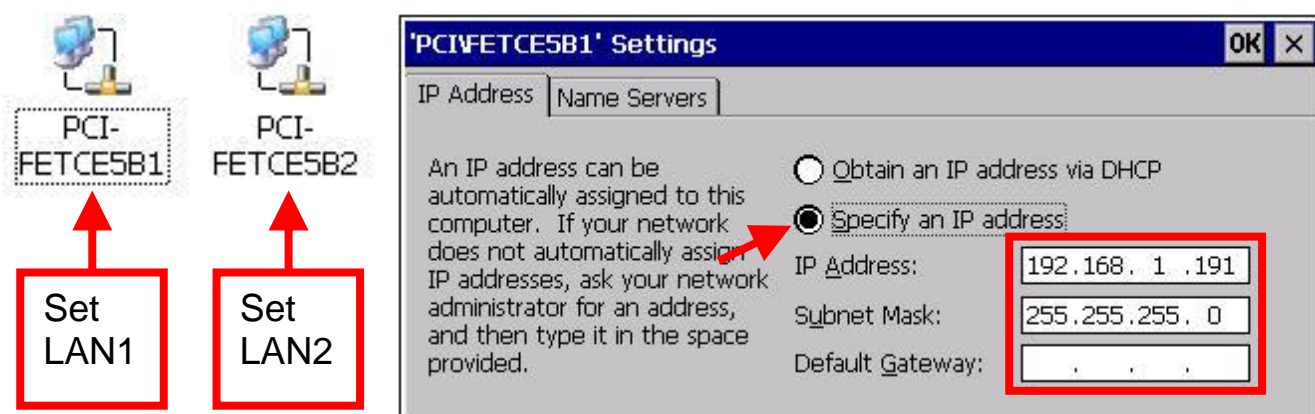 PCI-
FETCE5B1
PCI-
FETCE5B2
Set
LAN1
Set
LAN2
'PCI\FETCE5B1' Settings
OK ×
IP Address
Name Servers
An IP address can be
automatically assigned to this
computer. If your network
does not automatically assign
IP addresses, ask your network
administrator for an address,
and then type it in the space
provided.
Obtain an IP address via DHCP
Specify an IP address
IP Address: 192.168. 1 .191
Subnet Mask: 255.255.255. 0
Default Gateway: . . .